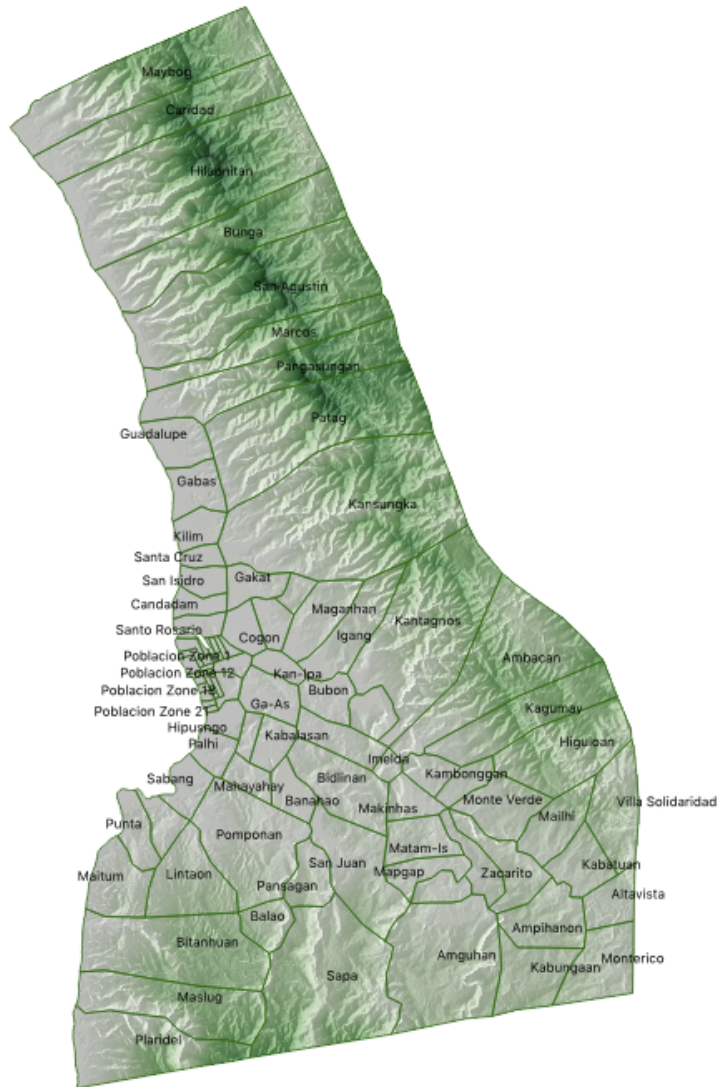 Maybog
Caridad
Hilapnitan
Bunga
San Agustin
Marcos
Pangasungan
Patag
Guadalupe
Gabas
Kansungka
Kilim
Santa Cruz
San Isidro
Gakat
Candadam
Maganhan
Kantagnos
Santo Rosario
Cogon
Igang
Poblacion Zone 1
Ambacan
Poblacion Zone 12
Kan-Ipa
Poblacion Zone 18
Bubon
Ga-As
Kagumay
Poblacion Zone 21
Hipusngo
Kabalasan
Palhi
Higuloan
Imelda
Sabang
Mahayahay
Bidlinan
Kambonggan
Banahao
Makinhas
Monte Verde
Villa Solidaridad
Mailhi
Punta
Pomponan
Matam-Is
San Juan
Mapgap
Zacarito
Kabatuan
Maitum
Lintaon
Pansagan
Altavista
Balao
Ampihanon
Bitanhuan
Amguhan
Monterico
Kabungaan
Sapa
Maslug
Plaridel